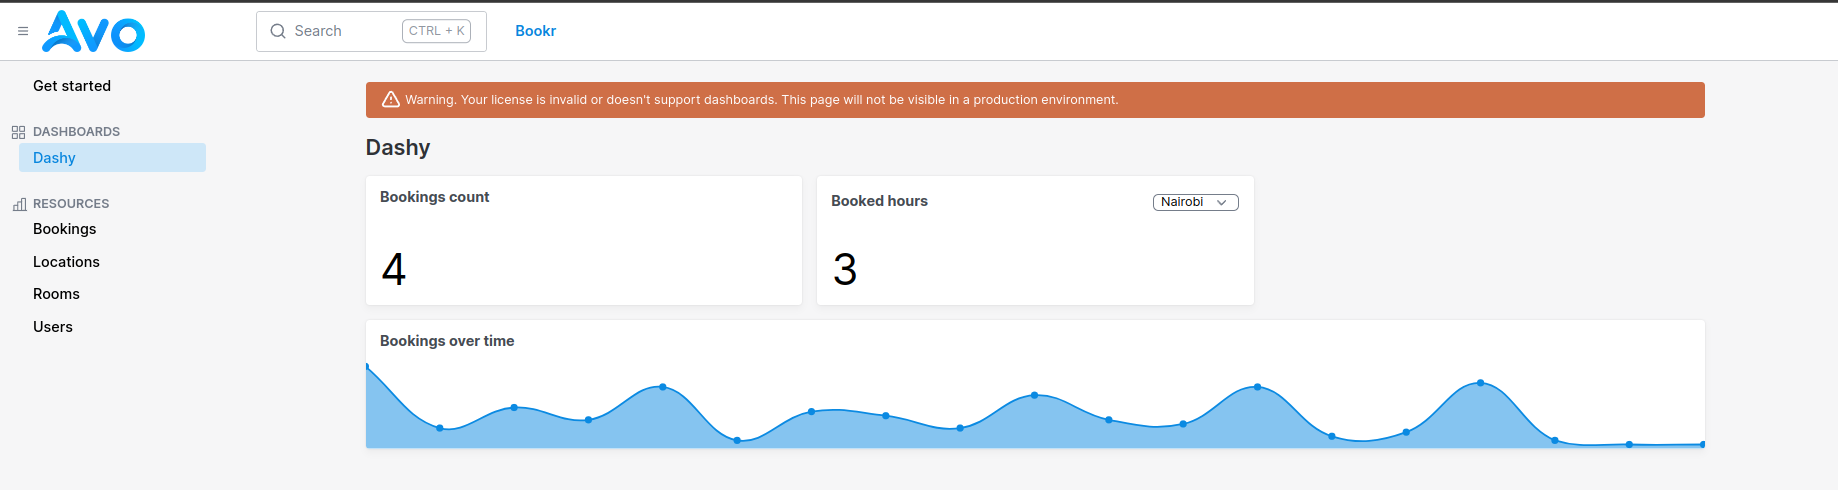 Avo
Search
CTRL + K
Bookr
Get started
DASHBOARDS
Dashy
RESOURCES
Bookings
Locations
Rooms
Users
Warning. Your license is invalid or doesn't support dashboards. This page will not be visible in a production environment.
Dashy
Bookings count
4
Booked hours
Nairobi
3
Bookings over time